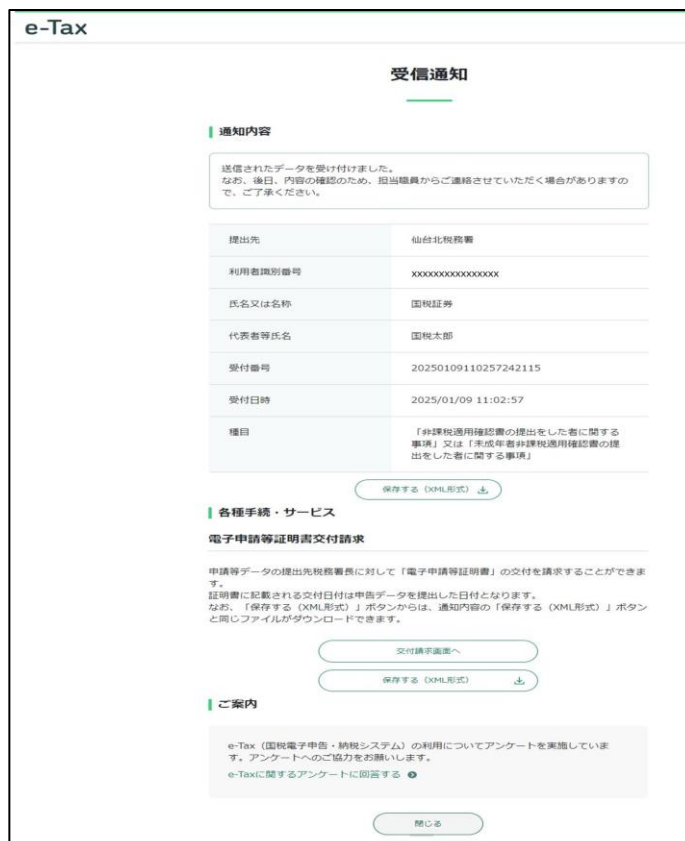 e-Tax
受信通知
通知内容
送信されたデータを受け付けました。
なお、後日、内容の確認のため、担当職員からご連絡させていただく場合がありますの
で、ご了承ください。
提出先 仙台北税務署
利用者識別番号 xxxxxxxxxxxxxxxx
氏名又は名称 国税証券
代表者等氏名 国税太郎
受付番号 20250109110257242115
受付日時 2025/01/09 11:02:57
種目 「非課税適用確認書の提出をした者に関する
事項」又は「未成年者非課税適用確認書の提
出をした者に関する事項」
保存する（XML形式）
各種手続・サービス
電子申請等証明書交付請求
申請等データの提出先税務署長に対して「電子申請等証明書」の交付を請求することができま
す。
証明書に記載される交付日付は申告データを提出した日付となります。
なお、「保存する（XML形式）」ボタンからは、通知内容の「保存する（XML形式）」ボタン
と同じファイルがダウンロードできます。
交付請求画面へ
保存する（XML形式）
ご案内
e-Tax（国税電子申告・納税システム）の利用についてアンケートを実施していま
す。アンケートへのご協力をお願いします。
e-Taxに関するアンケートに回答する
閉じる